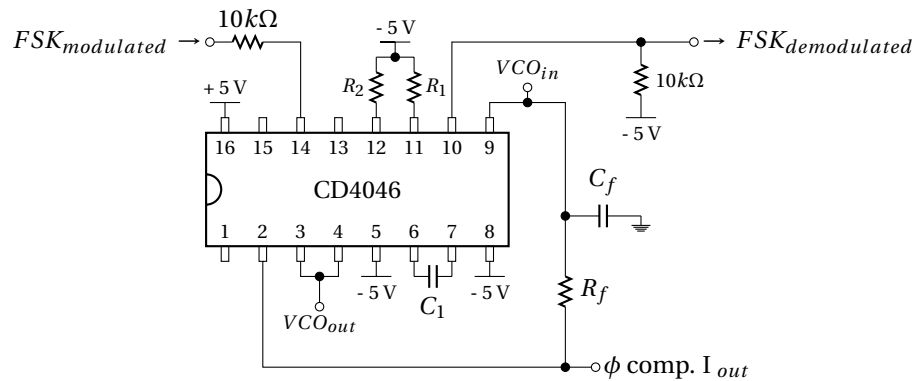 10kΩ
FSK_modulated
- 5 V
FSK_demodulated
VCO_in
+ 5 V
R_2
R_1
10kΩ
- 5 V
16 15 14 13 12 11 10 9
CD4046
C_f
1 2 3 4 5 6 7 8
- 5 V
C_1
- 5 V
R_f
VCO_out
ϕ comp. I _out